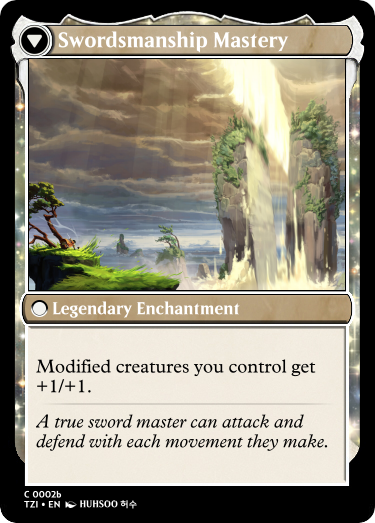 Swordsmanship Mastery
Legendary Enchantment
Modified creatures you control get
+1/+1.
A true sword master can attack and
defend with each movement they make.
C 0002b
TZI • EN HUHSOO 허수